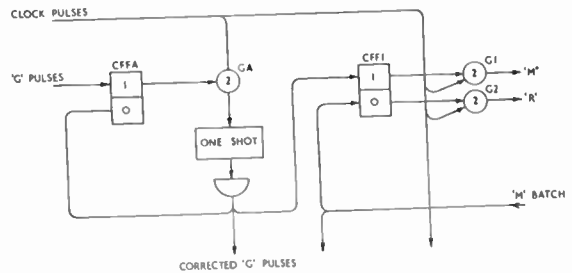 CLOCK PULSES
CFFA
GA
CFF1
G1
'G' PULSES
1
2
1
2
'M'
G2
0
0
2
'R'
ONE SHOT
'M' BATCH
CORRECTED 'G' PULSES